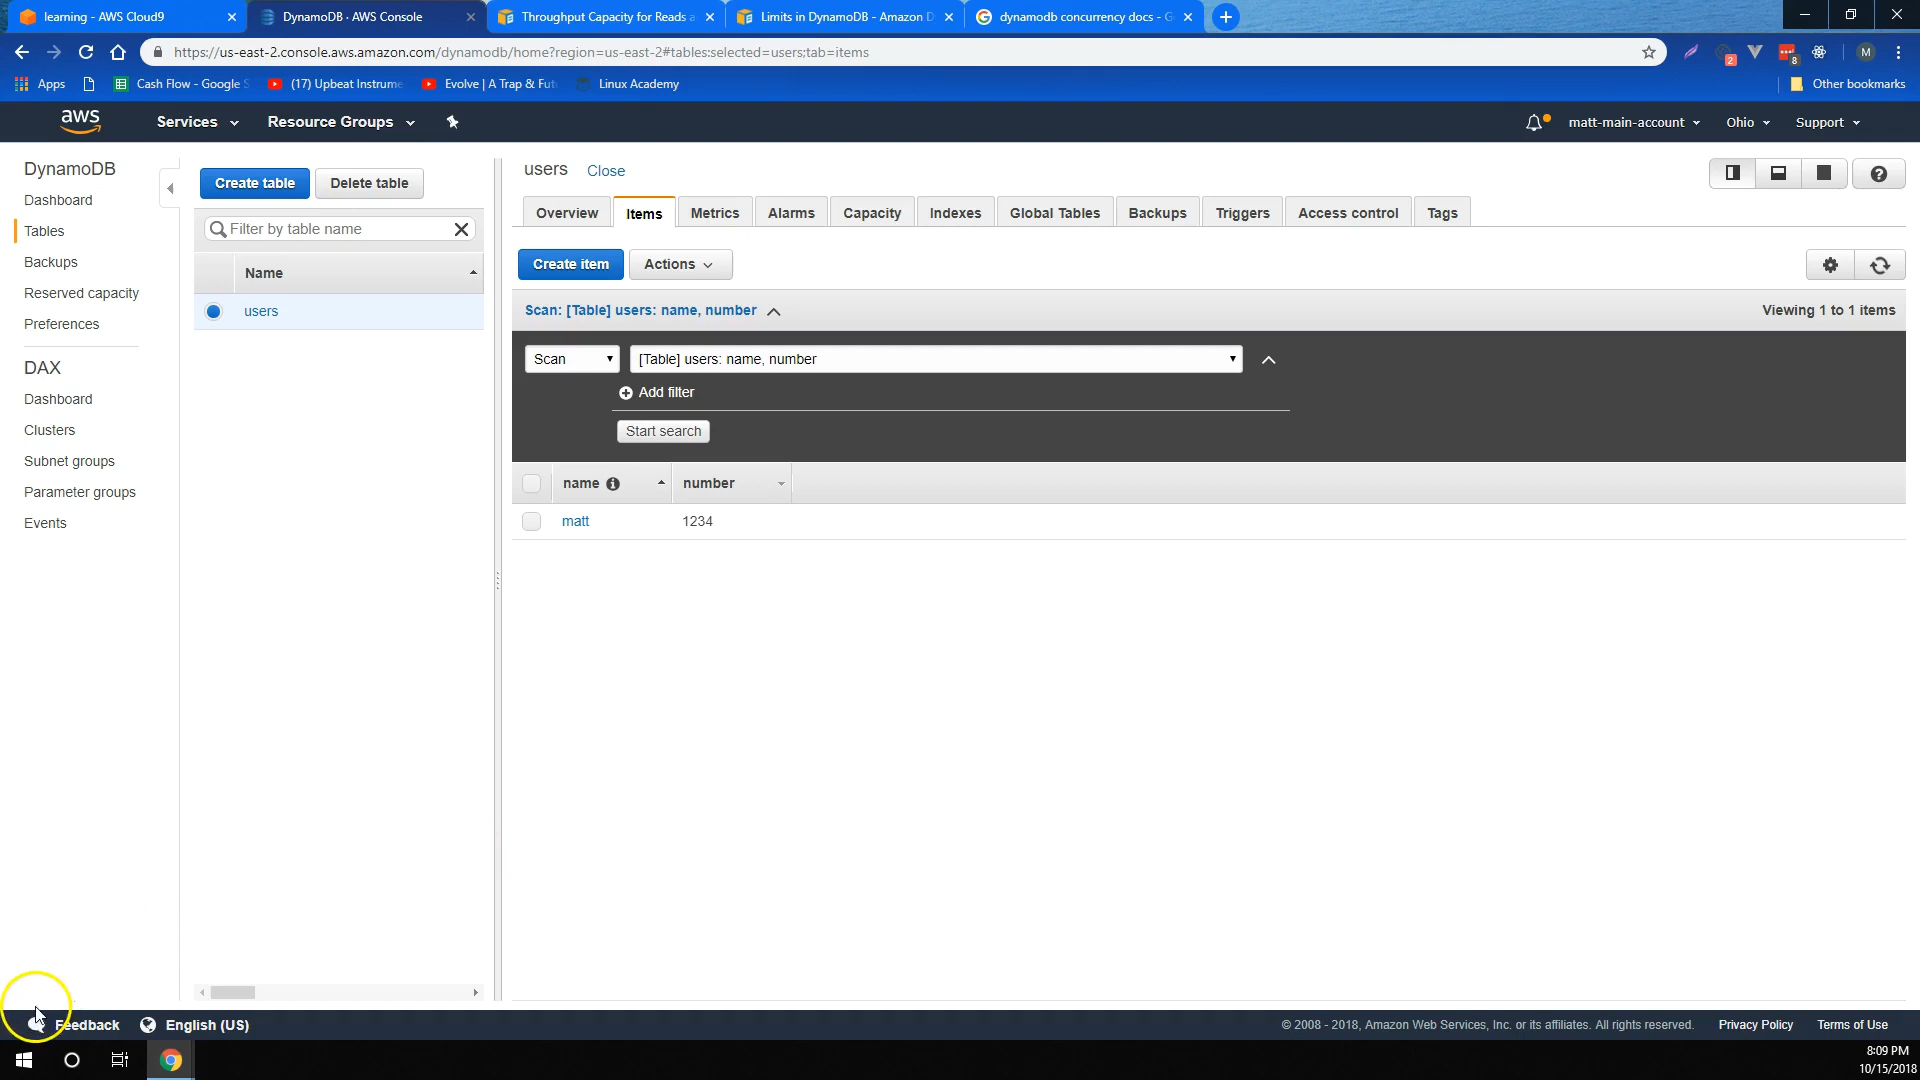 learning - AWS Cloud9
DynamoDB · AWS Console
Throughput Capacity for Reads a
Limits in DynamoDB - Amazon D
dynamodb concurrency docs - G
https://us-east-2.console.aws.amazon.com/dynamodb/home?region=us-east-2#tables:selected=users;tab=items
2
8
M
Apps
Cash Flow - Google S
(17) Upbeat Instrume
Evolve | A Trap & Futu
Linux Academy
Other bookmarks
aws
Services
Resource Groups
matt-main-account
Ohio
Support
DynamoDB
Dashboard
Tables
Backups
Reserved capacity
Preferences
DAX
Dashboard
Clusters
Subnet groups
Parameter groups
Events
Create table
Delete table
Filter by table name
Name
users
users
Close
Overview
Items
Metrics
Alarms
Capacity
Indexes
Global Tables
Backups
Triggers
Access control
Tags
Create item
Actions
Scan: [Table] users: name, number
Viewing 1 to 1 items
Scan
[Table] users: name, number
Add filter
Start search
name
number
matt
1234
Feedback
English (US)
© 2008 - 2018, Amazon Web Services, Inc. or its affiliates. All rights reserved.
Privacy Policy
Terms of Use
8:09 PM
10/15/2018